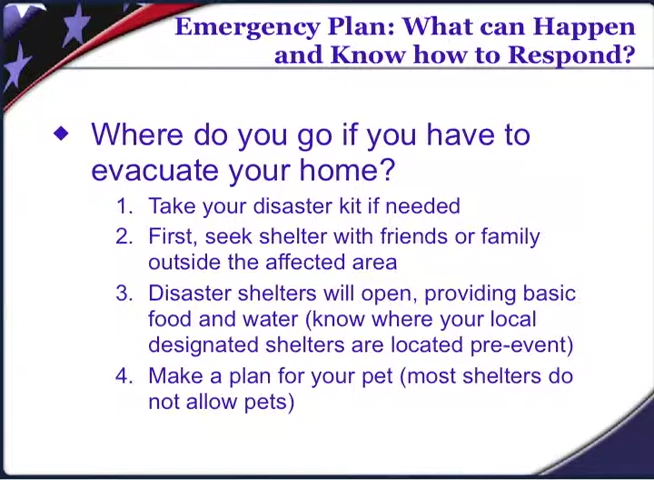 Emergency Plan: What can Happen
and Know how to Respond?
Where do you go if you have to
evacuate your home?
1. Take your disaster kit if needed
2. First, seek shelter with friends or family
outside the affected area
3. Disaster shelters will open, providing basic
food and water (know where your local
designated shelters are located pre-event)
4. Make a plan for your pet (most shelters do
not allow pets)